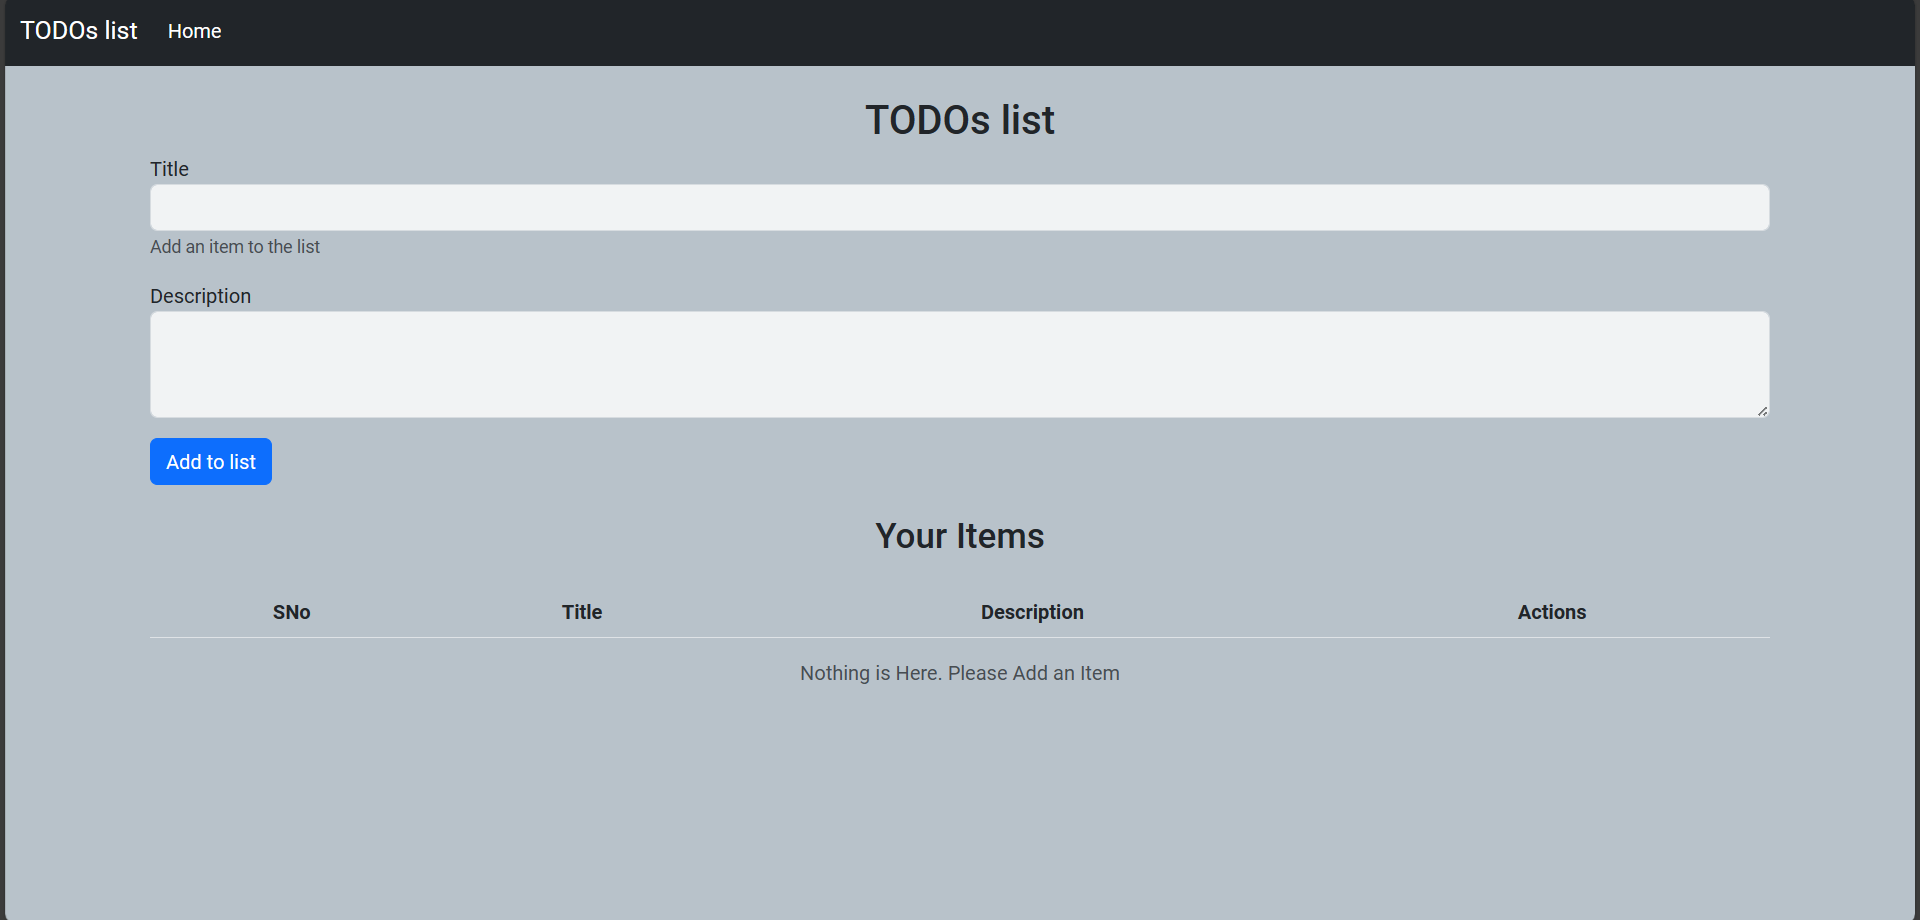 TODOs list Home
TODOs list
Title
Add an item to the list
Description
Add to list
Your Items
SNo Title Description Actions
Nothing is Here. Please Add an Item